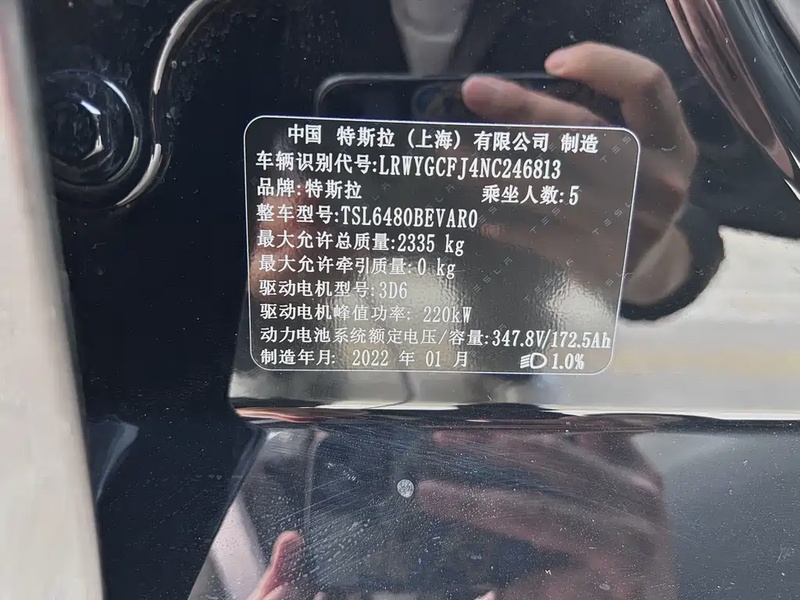 中国 特斯拉（上海）有限公司 制造
车辆识别代号:LRWYGCFJ4NC246813
品牌:特斯拉 乘坐人数:5
整车型号:TSL6480BEVAR0
最大允许总质量:2335 kg
最大允许牵引质量:0 kg
驱动电机型号:3D6
驱动电机峰值功率: 220kW
动力电池系统额定电压/容量:347.8V/172.5Ah
制造年月: 2022 年 01 月 1.0%